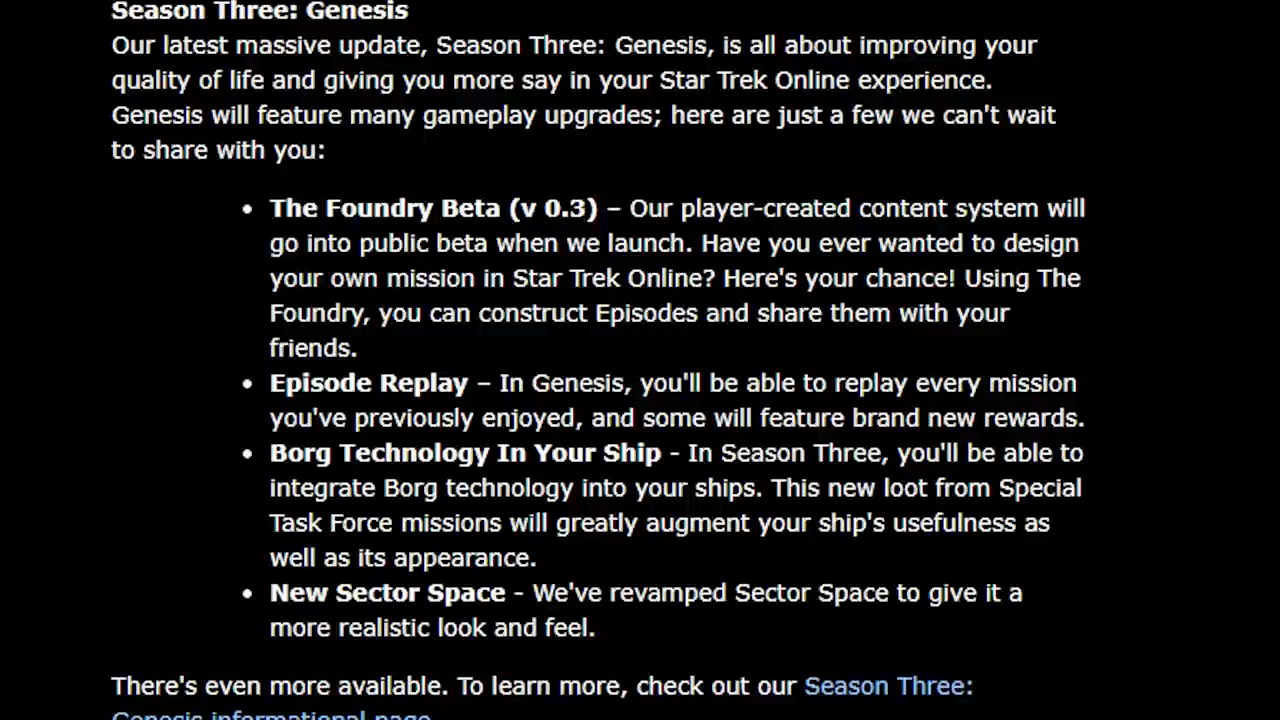 Season Three: Genesis
Our latest massive update, Season Three: Genesis, is all about improving your
quality of life and giving you more say in your Star Trek Online experience.
Genesis will feature many gameplay upgrades; here are just a few we can't wait
to share with you:
• The Foundry Beta (v 0.3) – Our player-created content system will
go into public beta when we launch. Have you ever wanted to design
your own mission in Star Trek Online? Here's your chance! Using The
Foundry, you can construct Episodes and share them with your
friends.
• Episode Replay – In Genesis, you'll be able to replay every mission
you've previously enjoyed, and some will feature brand new rewards.
• Borg Technology In Your Ship - In Season Three, you'll be able to
integrate Borg technology into your ships. This new loot from Special
Task Force missions will greatly augment your ship's usefulness as
well as its appearance.
• New Sector Space - We've revamped Sector Space to give it a
more realistic look and feel.
There's even more available. To learn more, check out our Season Three:
Genesis informational page